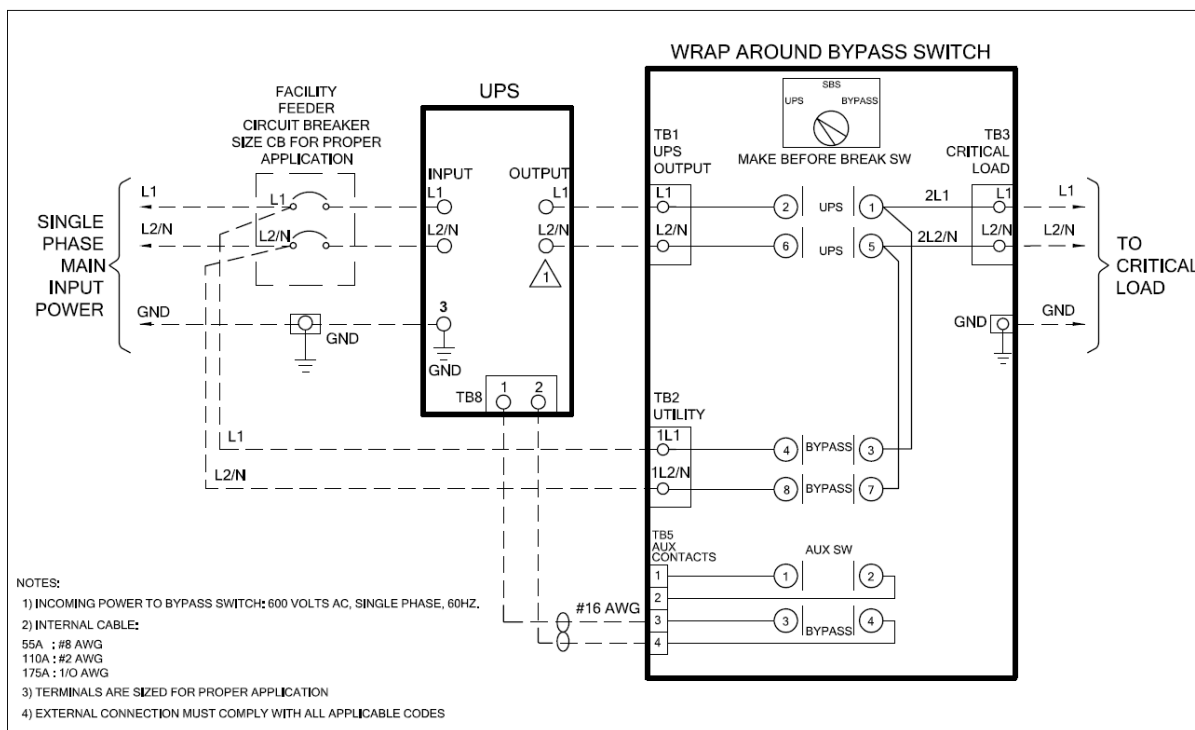 WRAP AROUND BYPASS SWITCH
UPS
FACILITY
FEEDER
CIRCUIT BREAKER
SIZE CB FOR PROPER
APPLICATION
SBS
UPS
BYPASS
MAKE BEFORE BREAK SW
TB1
UPS
OUTPUT
TB3
CRITICAL
LOAD
INPUT
OUTPUT
L1
L1
L1
L1
L1
2
UPS
1
2L1
L1
L1
L2/N
L2/N
L2/N
L2/N
L2/N
6
UPS
5
2L2/N
L2/N
L2/N
1
SINGLE
PHASE
MAIN
INPUT
POWER
TO
CRITICAL
LOAD
GND
GND
3
GND
GND
GND
TB8
1
2
TB2
UTILITY
L1
1L1
4
BYPASS
3
L2/N
1L2/N
8
BYPASS
7
TB5
AUX
CONTACTS
AUX SW
1
1
2
2
#16 AWG
3
3
BYPASS
4
4
NOTES:
1) INCOMING POWER TO BYPASS SWITCH: 600 VOLTS AC, SINGLE PHASE, 60HZ.
2) INTERNAL CABLE:
55A : #8 AWG
110A : #2 AWG
175A : 1/O AWG
3) TERMINALS ARE SIZED FOR PROPER APPLICATION
4) EXTERNAL CONNECTION MUST COMPLY WITH ALL APPLICABLE CODES